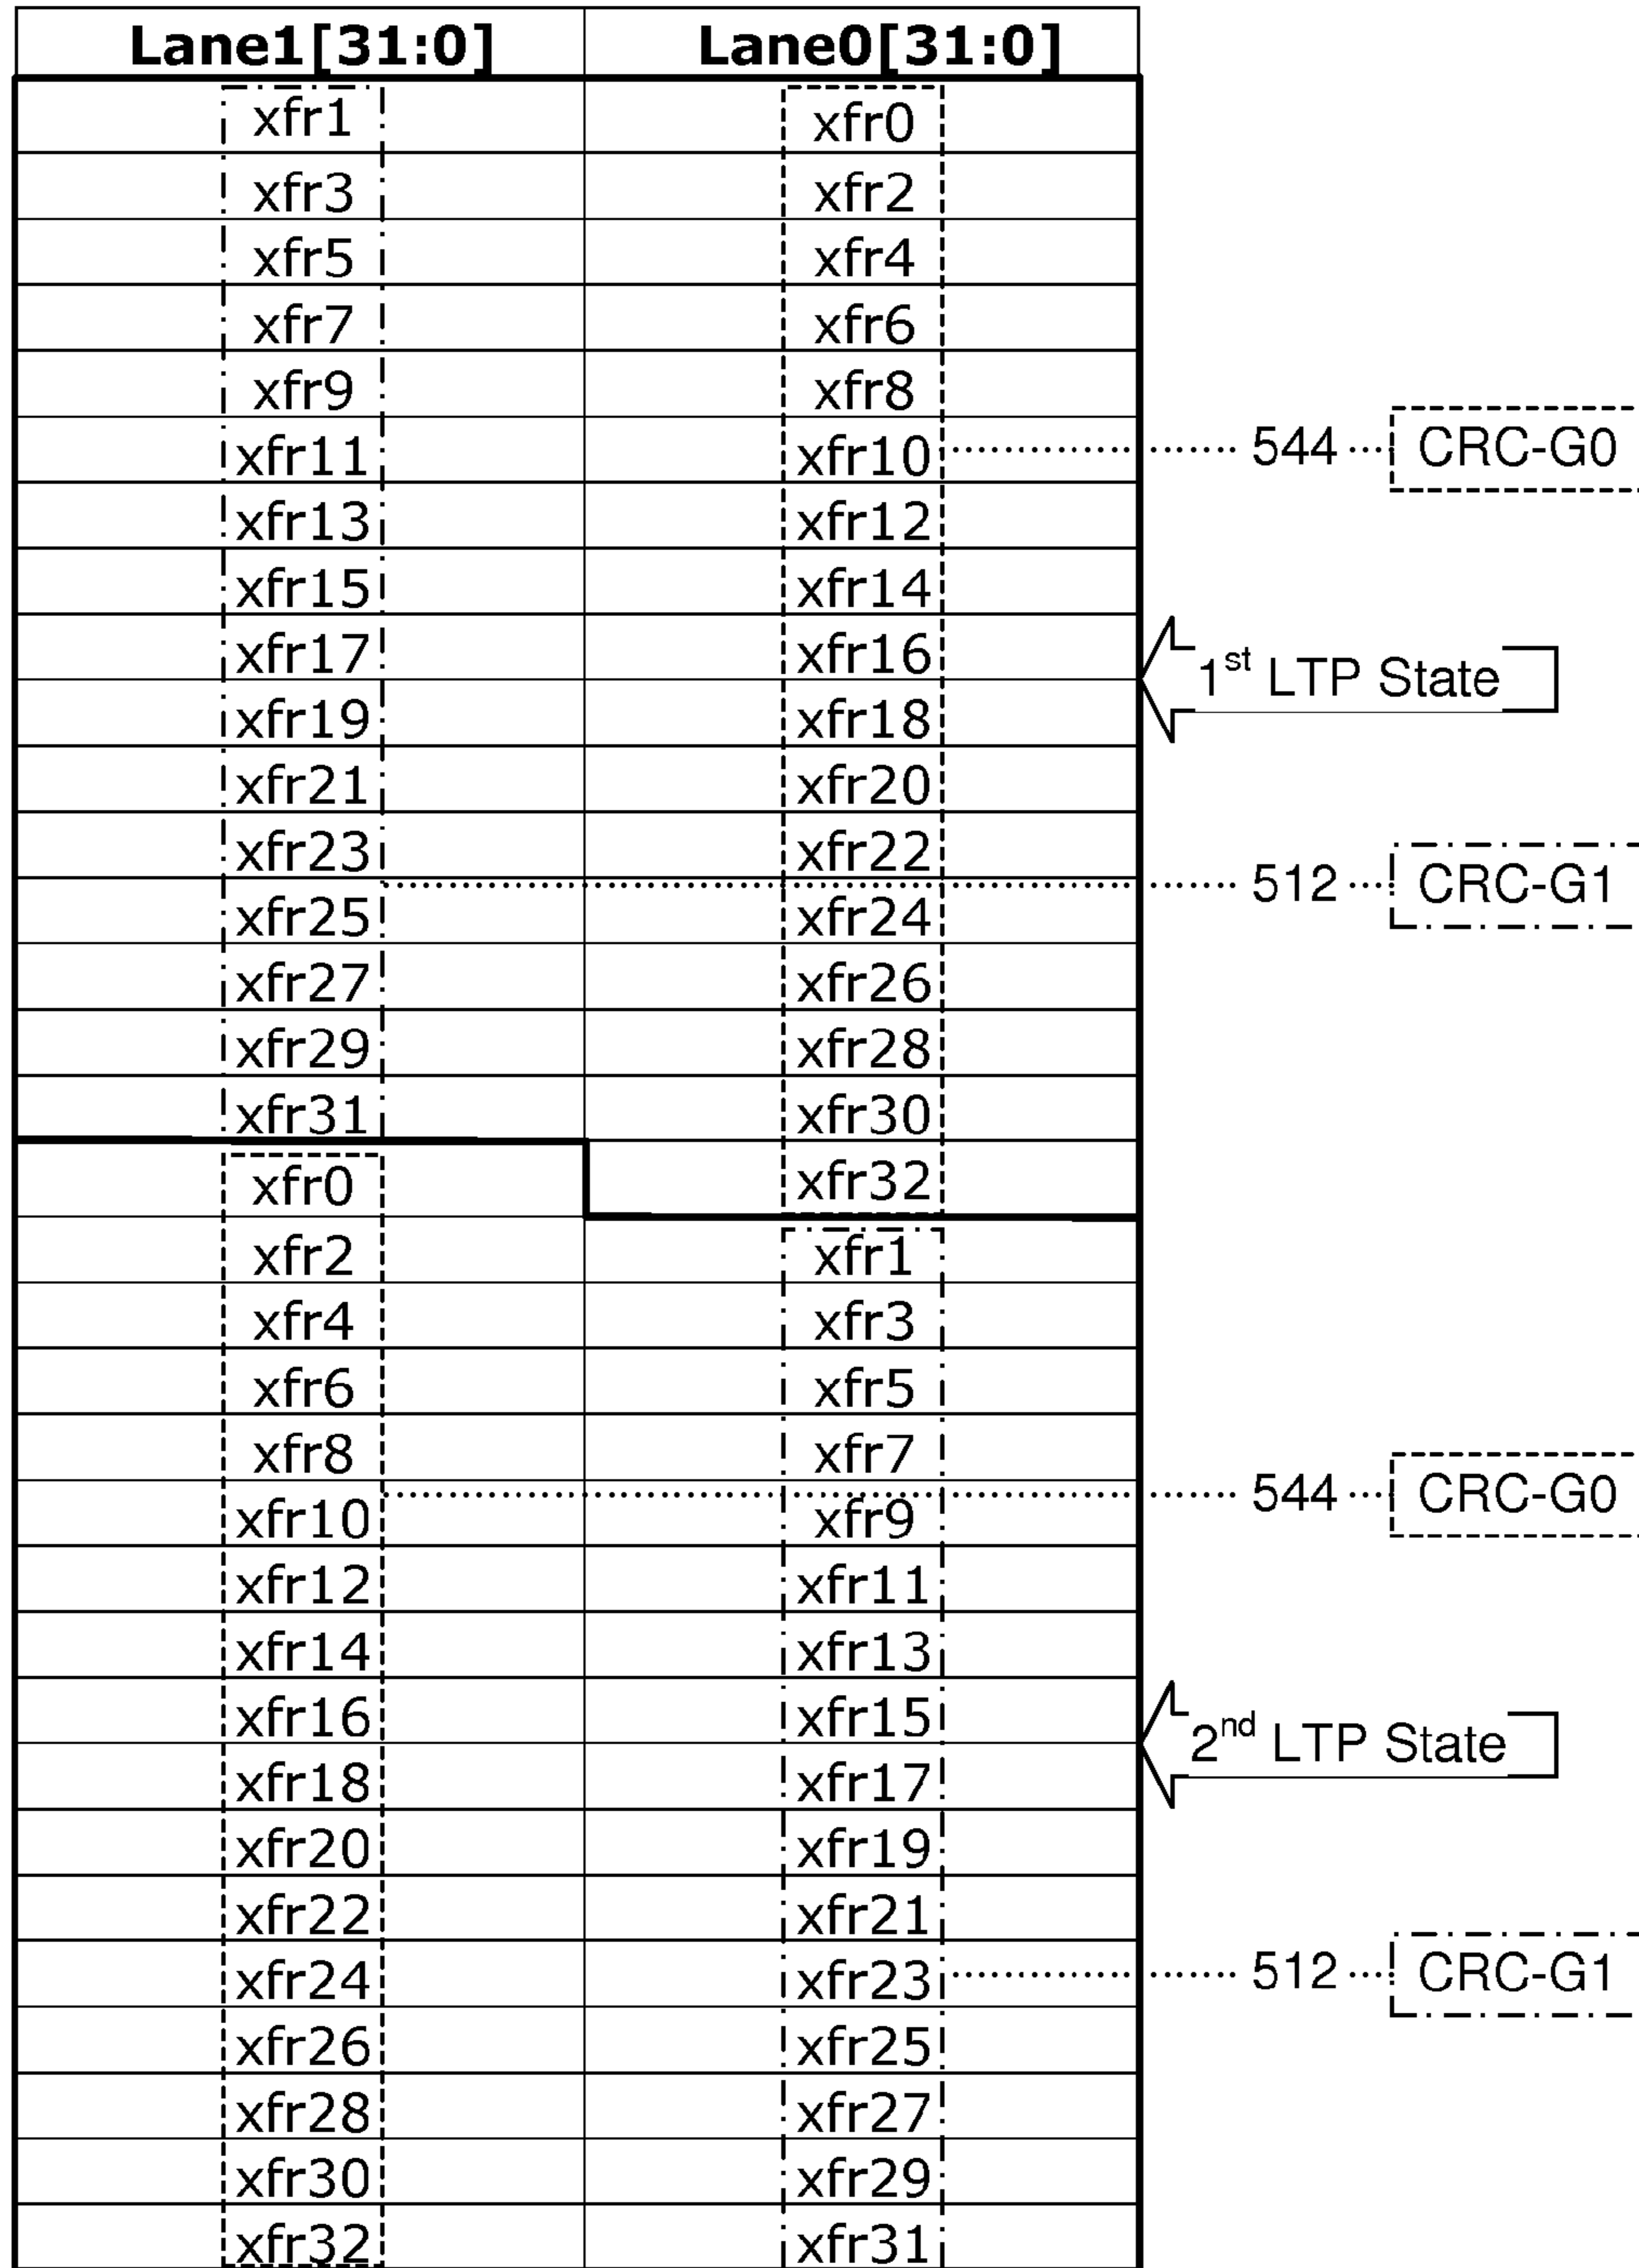 Lane1[31:0] Lane0[31:0]
xfr1 xfr0
xfr3 xfr2
xfr5 xfr4
xfr7 xfr6
xfr9 xfr8
xfr11 xfr10 544 CRC-G0
xfr13 xfr12
xfr15 xfr14
xfr17 xfr16
1st LTP State
xfr19 xfr18
xfr21 xfr20
xfr23 xfr22
512 CRC-G1
xfr25 xfr24
xfr27 xfr26
xfr29 xfr28
xfr31 xfr30
xfr0 xfr32
xfr2 xfr1
xfr4 xfr3
xfr6 xfr5
xfr8 xfr7
544 CRC-G0
xfr10 xfr9
xfr12 xfr11
xfr14 xfr13
xfr16 xfr15
2nd LTP State
xfr18 xfr17
xfr20 xfr19
xfr22 xfr21
xfr24 xfr23 512 CRC-G1
xfr26 xfr25
xfr28 xfr27
xfr30 xfr29
xfr32 xfr31